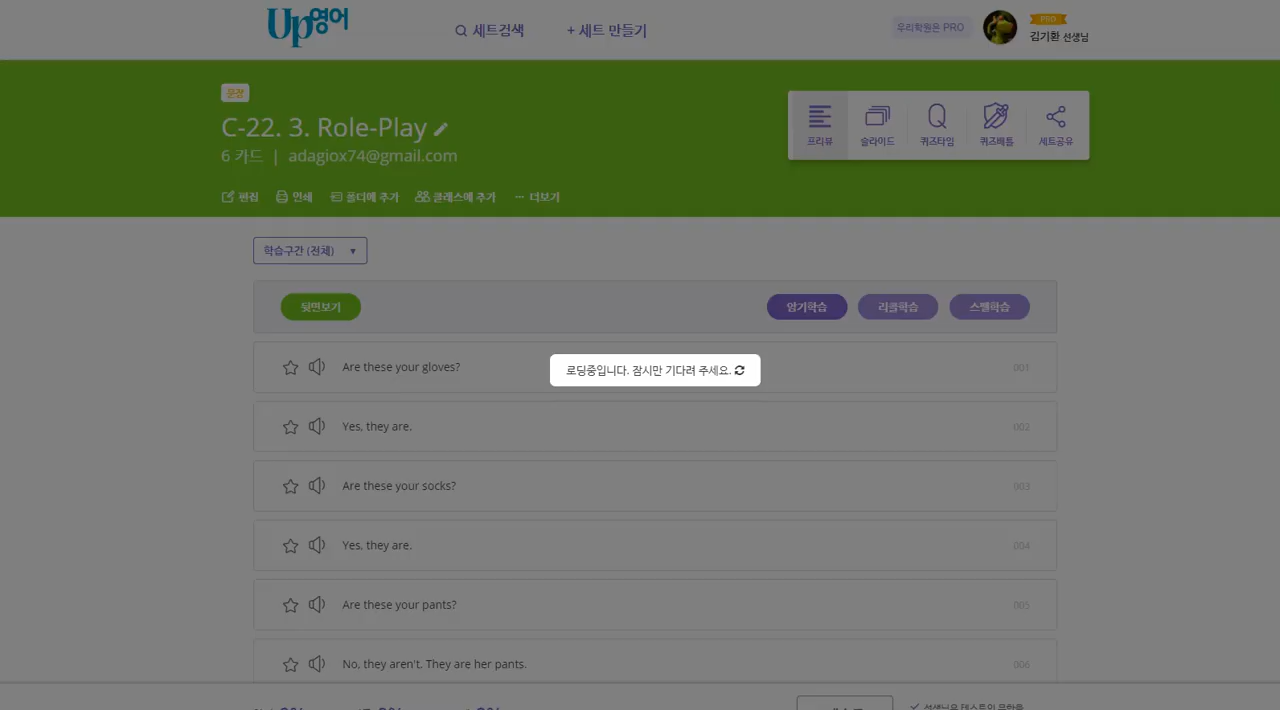 Up영어
세트검색
+ 세트 만들기
우리학원은 PRO
PRO
김기환 선생님
문장
C-22. 3. Role-Play
6 카드 | adagiox74@gmail.com
프리뷰
슬라이드
퀴즈타임
퀴즈배틀
세트공유
편집
인쇄
폴더에 추가
클래스에 추가
··· 더보기
학습구간 (전체) ▼
뒷면보기
암기학습
리콜학습
스펠학습
Are these your gloves?
001
로딩중입니다. 잠시만 기다려 주세요.
Yes, they are.
002
Are these your socks?
003
Yes, they are.
004
Are these your pants?
005
No, they aren't. They are her pants.
006